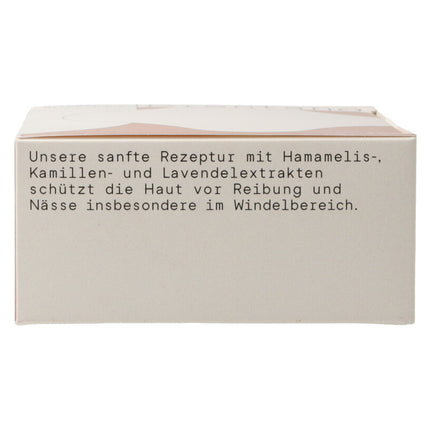 Unsere sanfte Rezeptur mit Hamamelis-,
Kamillen- und Lavendelextrakten
schützt die Haut vor Reibung und
Nässe insbesondere im Windelbereich.